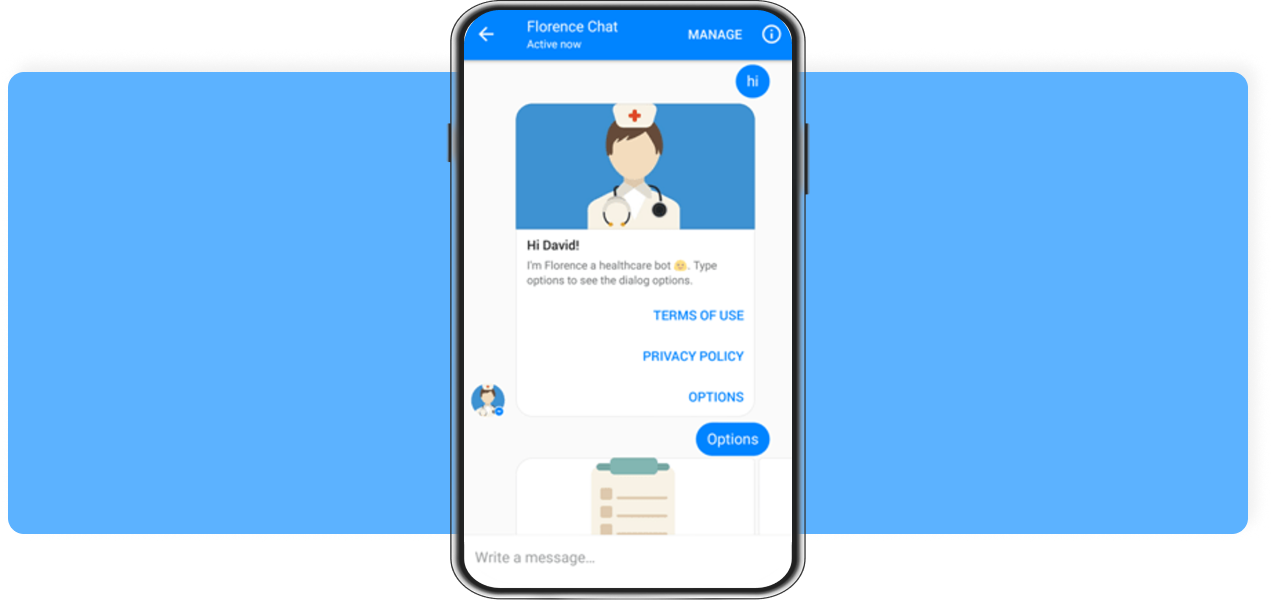 Florence Chat
Active now
MANAGE
hi
Hi David!
I'm Florence a healthcare bot 🤗. Type
options to see the dialog options.
TERMS OF USE
PRIVACY POLICY
OPTIONS
Options
Write a message...